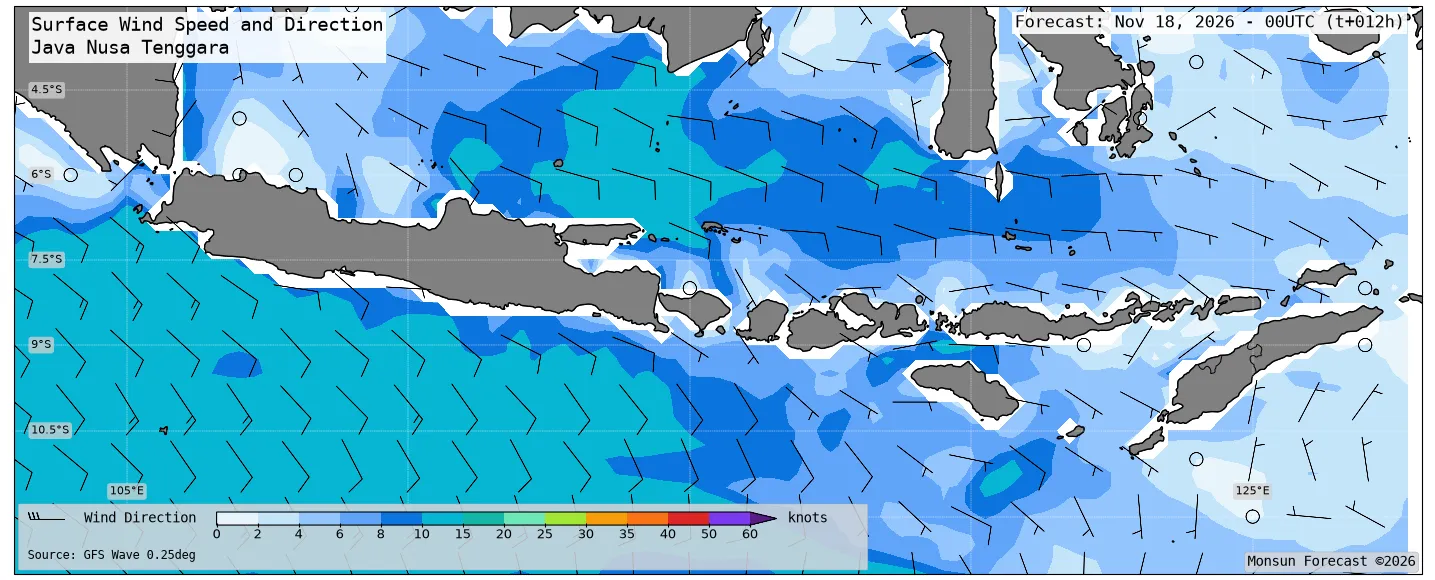 Surface Wind Speed and Direction
Java Nusa Tenggara
Forecast: Nov 18, 2026 - 00UTC (t+012h)
4.5°S
6°S
7.5°S
9°S
10.5°S
105°E
125°E
Wind Direction
knots
0 2 4 6 8 10 15 20 25 30 35 40 50 60
Source: GFS Wave 0.25deg
Monsun Forecast ©2026